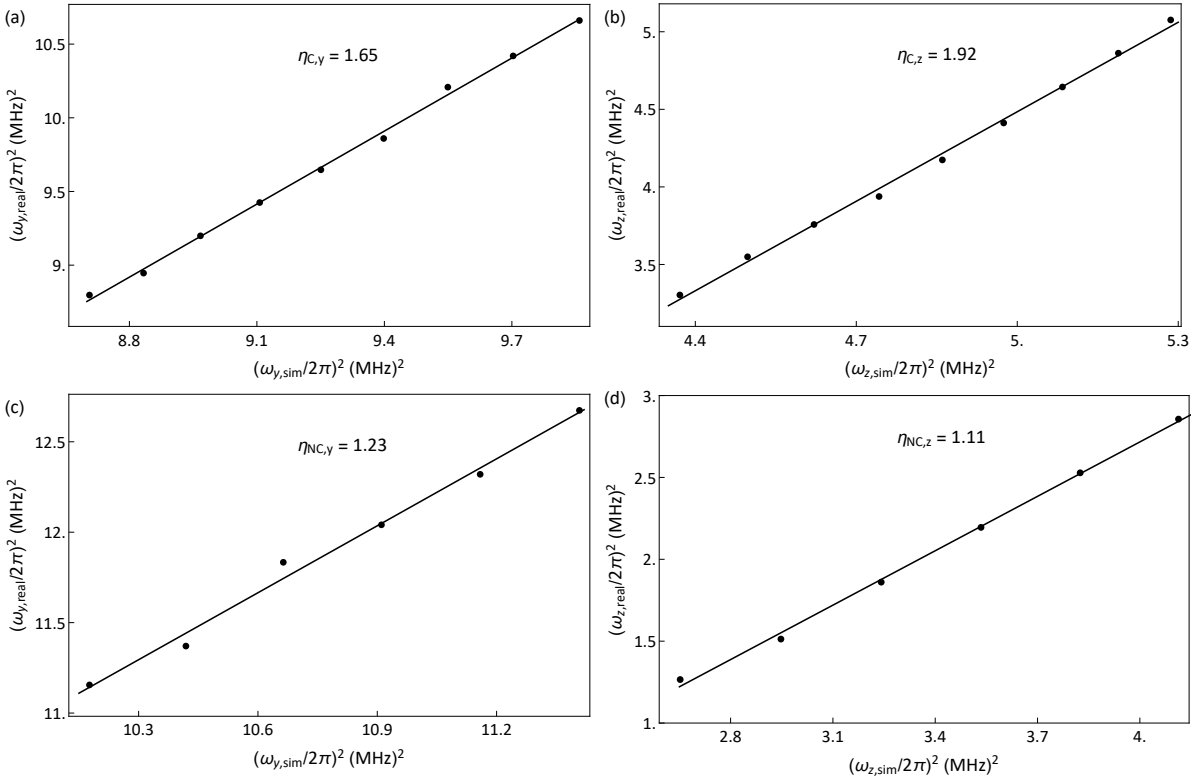 (a)
η_C,y = 1.65
10.5
10.
9.5
9.
(ω_y,real/2π)² (MHz)²
8.8 9.1 9.4 9.7
(ω_y,sim/2π)² (MHz)²
(b)
η_C,z = 1.92
5.
4.5
4.
3.5
(ω_z,real/2π)² (MHz)²
4.4 4.7 5. 5.3
(ω_z,sim/2π)² (MHz)²
(c)
η_NC,y = 1.23
12.5
12.
11.5
11.
(ω_y,real/2π)² (MHz)²
10.3 10.6 10.9 11.2
(ω_y,sim/2π)² (MHz)²
(d)
η_NC,z = 1.11
3.
2.5
2.
1.5
1.
(ω_z,real/2π)² (MHz)²
2.8 3.1 3.4 3.7 4.
(ω_z,sim/2π)² (MHz)²